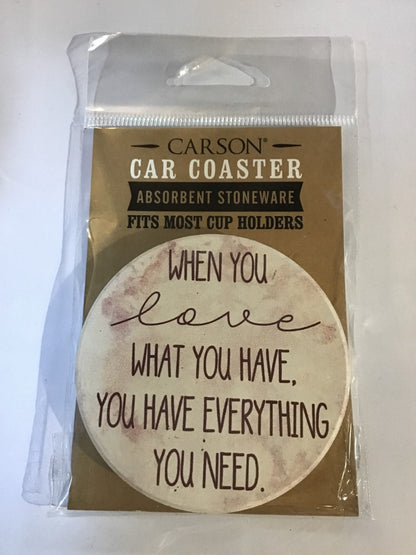 CARSON®
CAR COASTER
ABSORBENT STONEWARE
FITS MOST CUP HOLDERS
WHEN YOU
love
WHAT YOU HAVE,
YOU HAVE EVERYTHING
YOU NEED.